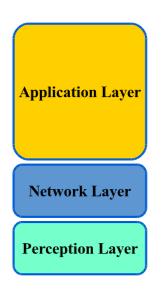 Application Layer
Network Layer
Perception Layer